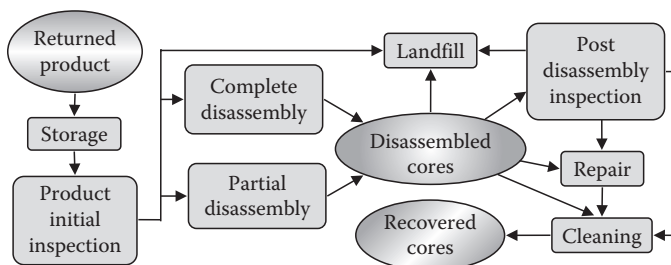 Returned
product
Storage
Product
initial
inspection
Complete
disassembly
Partial
disassembly
Landfill
Disassembled
cores
Recovered
cores
Post
disassembly
inspection
Repair
Cleaning